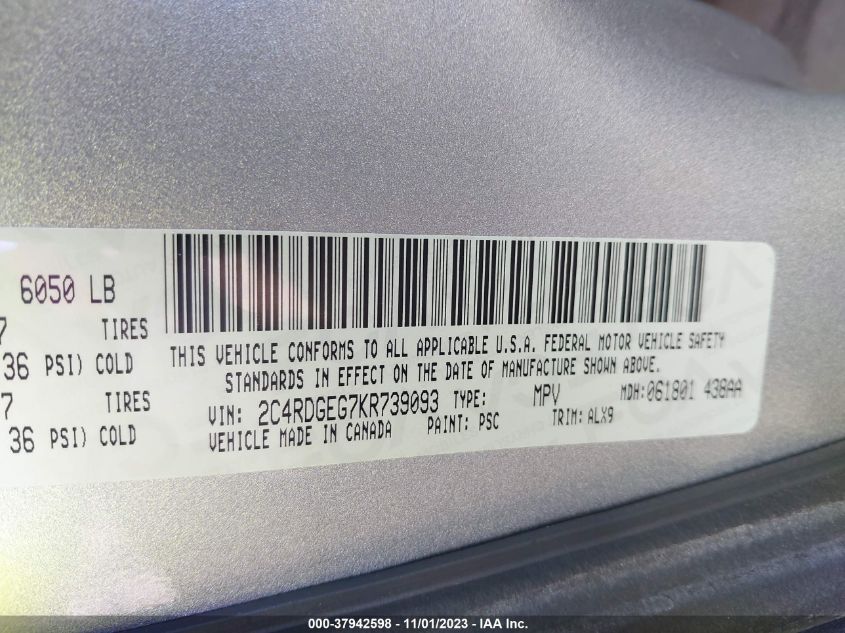 6050 LB
7 TIRES
36 PSI) COLD
7 TIRES
36 PSI) COLD
THIS VEHICLE CONFORMS TO ALL APPLICABLE U.S.A. FEDERAL MOTOR VEHICLE SAFETY
STANDARDS IN EFFECT ON THE DATE OF MANUFACTURE SHOWN ABOVE.
VIN: 2C4RDGEG7KR739093 TYPE: MPV MDH:061801 438AA
VEHICLE MADE IN CANADA PAINT: PSC TRIM: ALX9
000-37942598 - 11/01/2023 - IAA Inc.